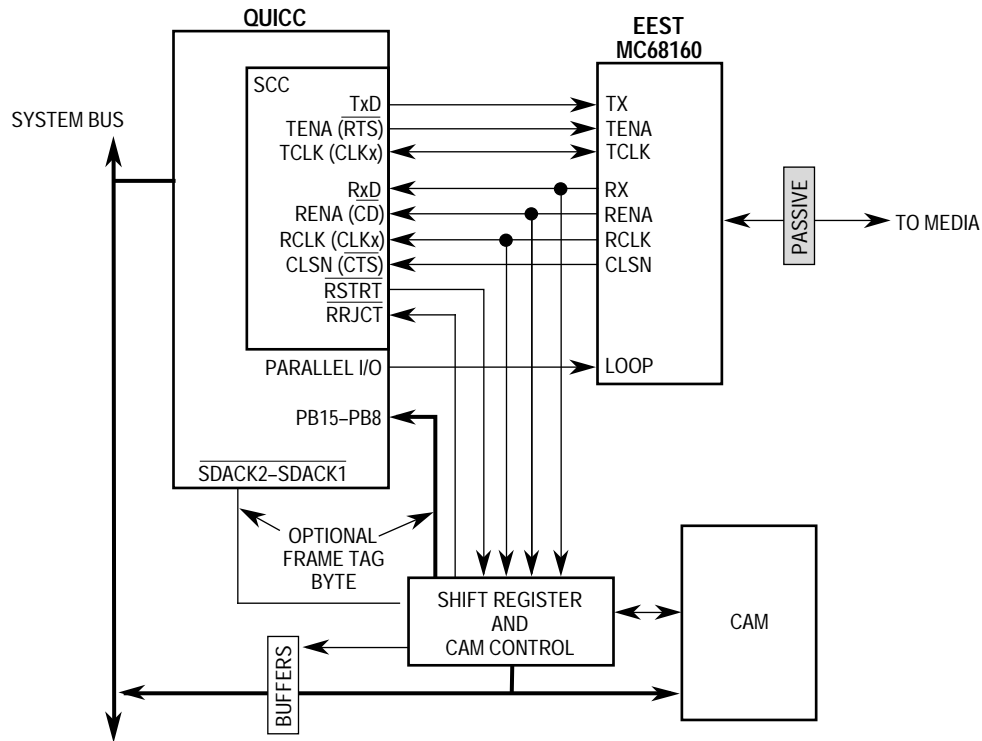 QUICC
EEST
MC68160
SCC
SYSTEM BUS
TxD
TENA (RTS)
TCLK (CLKx)
RxD
RENA (CD)
RCLK (CLKx)
CLSN (CTS)
RSTRT
RRJCT
PARALLEL I/O
PB15–PB8
SDACK2–SDACK1
TX
TENA
TCLK
RX
RENA
RCLK
CLSN
LOOP
PASSIVE
TO MEDIA
OPTIONAL
FRAME TAG
BYTE
SHIFT REGISTER
AND
CAM CONTROL
CAM
BUFFERS